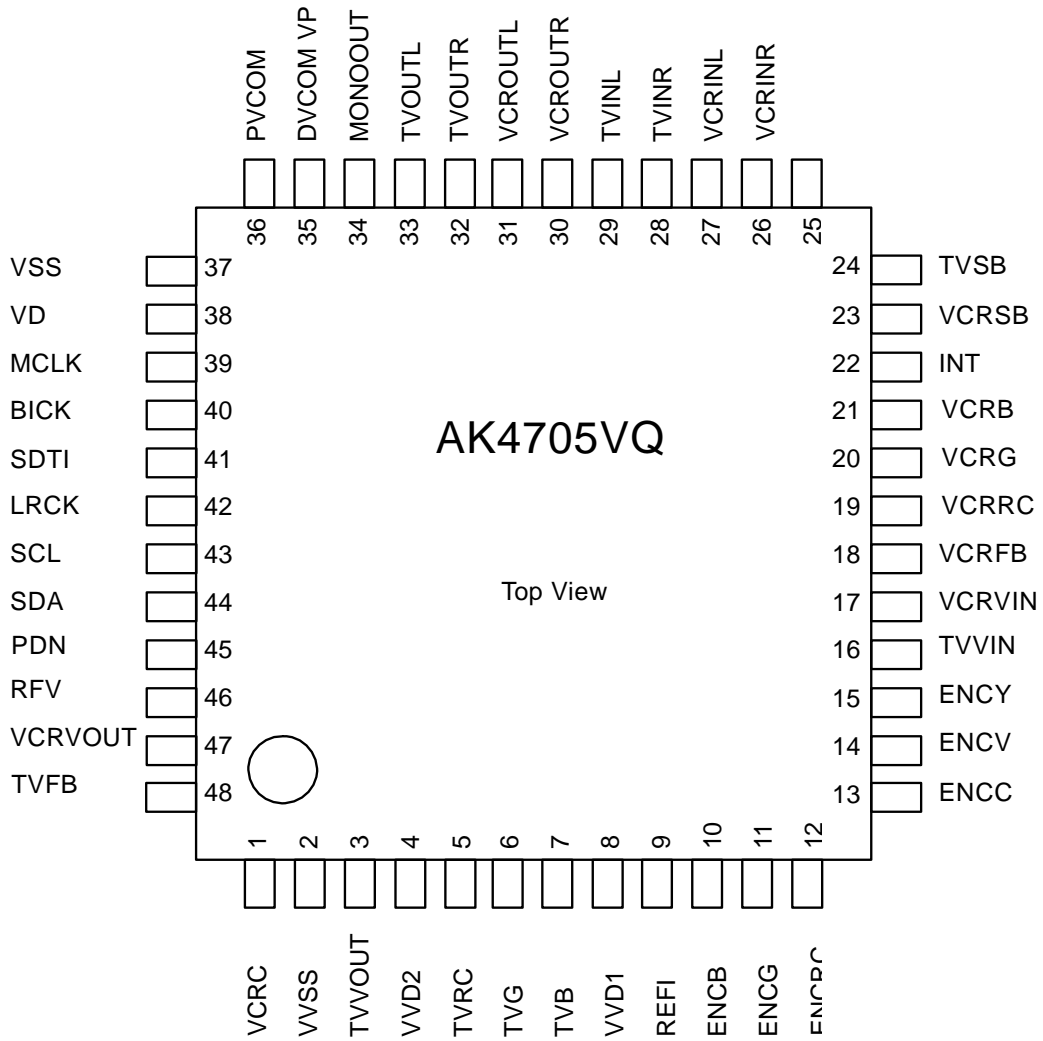 PVCOM
DVCOM VP
MONOOUT
TVOUTL
TVOUTR
VCROUTL
VCROUTR
TVINL
TVINR
VCRINL
VCRINR
36
35
34
33
32
31
30
29
28
27
26
25
VSS 37
VD 38
MCLK 39
BICK 40
SDTI 41
LRCK 42
SCL 43
SDA 44
PDN 45
RFV 46
VCRVOUT 47
TVFB 48
AK4705VQ
Top View
24 TVSB
23 VCRSB
22 INT
21 VCRB
20 VCRG
19 VCRRC
18 VCRFB
17 VCRVIN
16 TVVIN
15 ENCY
14 ENCV
13 ENCC
1
2
3
4
5
6
7
8
9
10
11
12
VCRC
VVSS
TVVOUT
VVD2
TVRC
TVG
TVB
VVD1
REFI
ENCB
ENCG
ENCRC